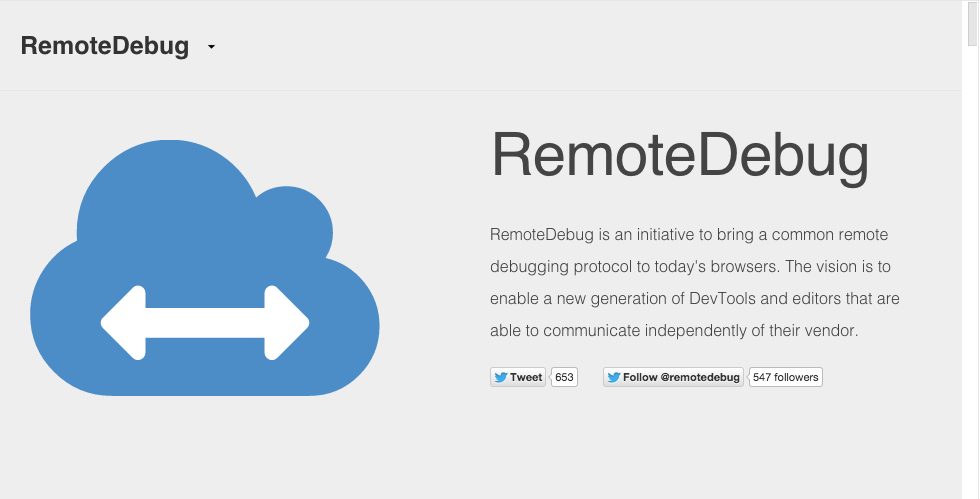 RemoteDebug
RemoteDebug
RemoteDebug is an initiative to bring a common remote
debugging protocol to today's browsers. The vision is to
enable a new generation of DevTools and editors that are
able to communicate independently of their vendor.
Tweet 653 Follow @remotedebug 547 followers